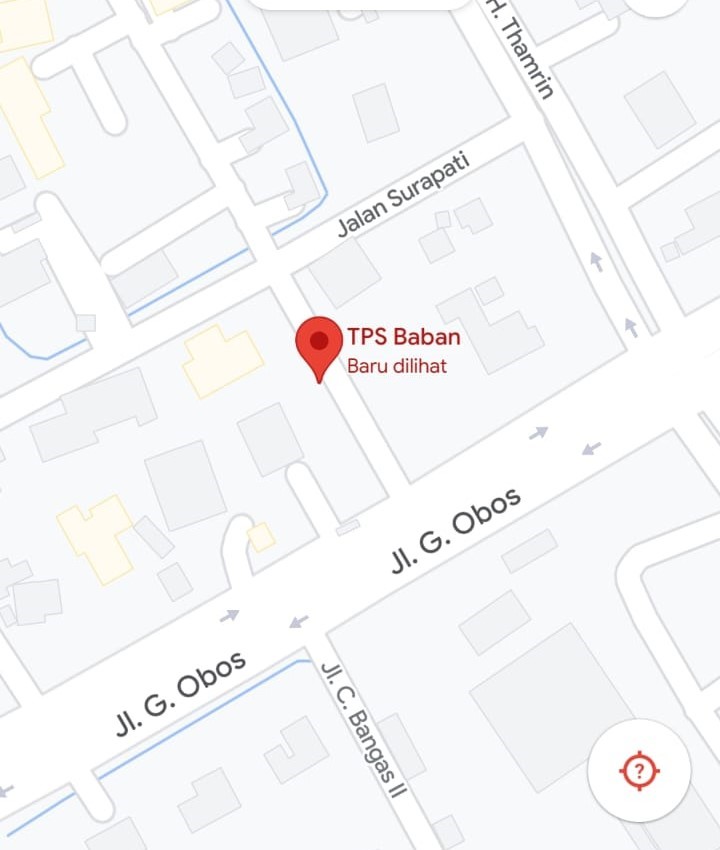 H. Thamrin
Jalan Surapati
TPS Baban
Baru dilihat
Jl. G. Obos
Jl. G. Obos
Jl. C. Bangas II
?